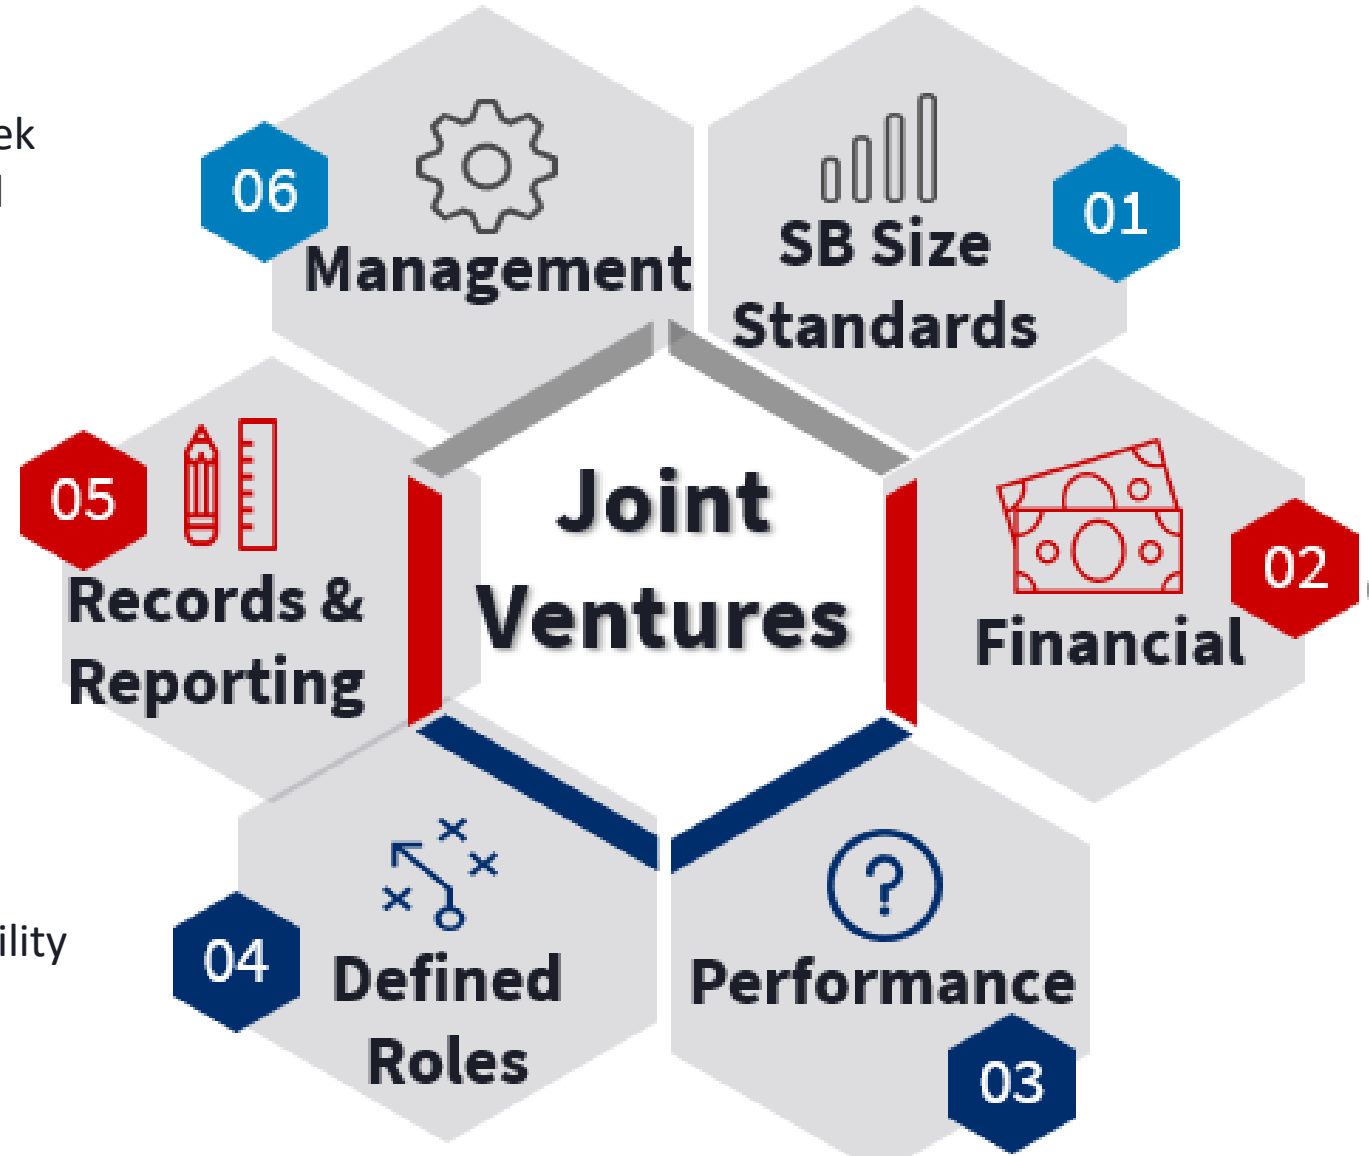 06
Management
01
SB Size
Standards
05
Records &
Reporting
Joint
Ventures
02
Financial
04
Defined
Roles
Performance
03